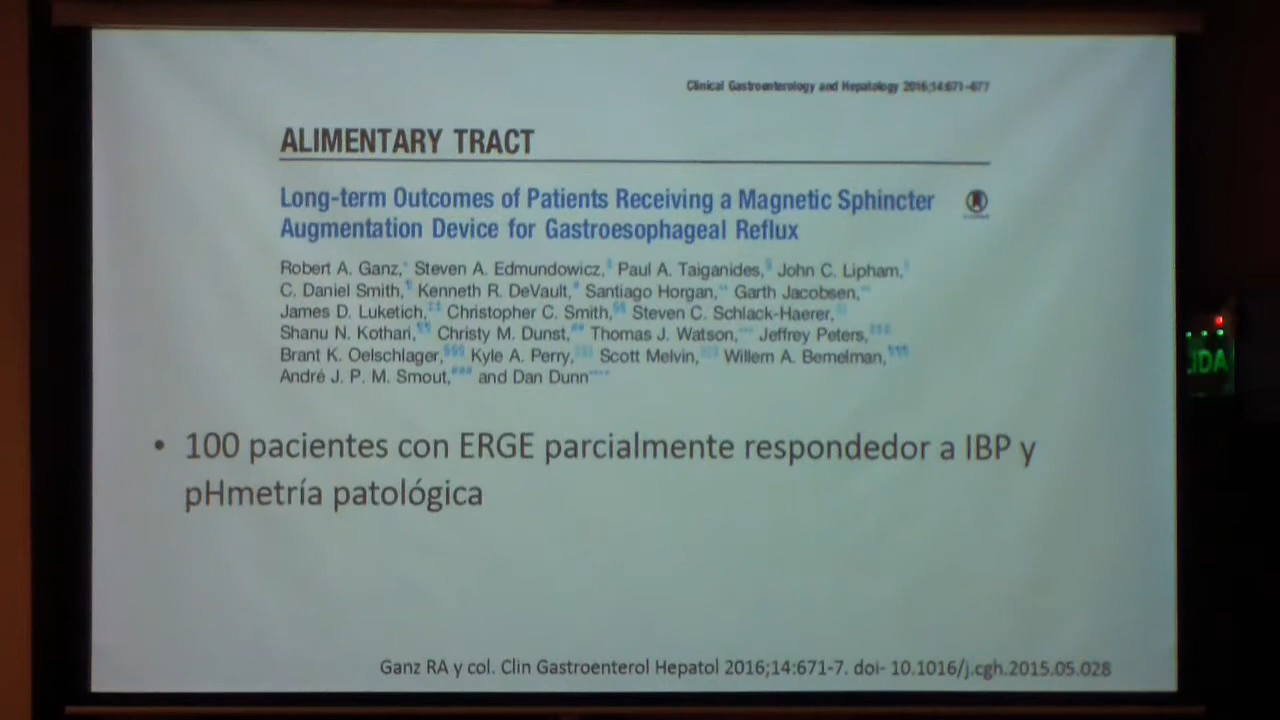 Clinical Gastroenterology and Hepatology 2016;14:671–677
ALIMENTARY TRACT
Long-term Outcomes of Patients Receiving a Magnetic Sphincter
Augmentation Device for Gastroesophageal Reflux
Robert A. Ganz, Steven A. Edmundowicz, Paul A. Taiganides, John C. Lipham,
C. Daniel Smith, Kenneth R. DeVault, Santiago Horgan, Garth Jacobsen,
James D. Luketich, Christopher C. Smith, Steven C. Schlack-Haerer,
Shanu N. Kothari, Christy M. Dunst, Thomas J. Watson, Jeffrey Peters,
Brant K. Oelschlager, Kyle A. Perry, Scott Melvin, Willem A. Bemelman,
André J. P. M. Smout, and Dan Dunn
• 100 pacientes con ERGE parcialmente respondedor a IBP y
pHmetría patológica
Ganz RA y col. Clin Gastroenterol Hepatol 2016;14:671-7. doi- 10.1016/j.cgh.2015.05.028
IDA